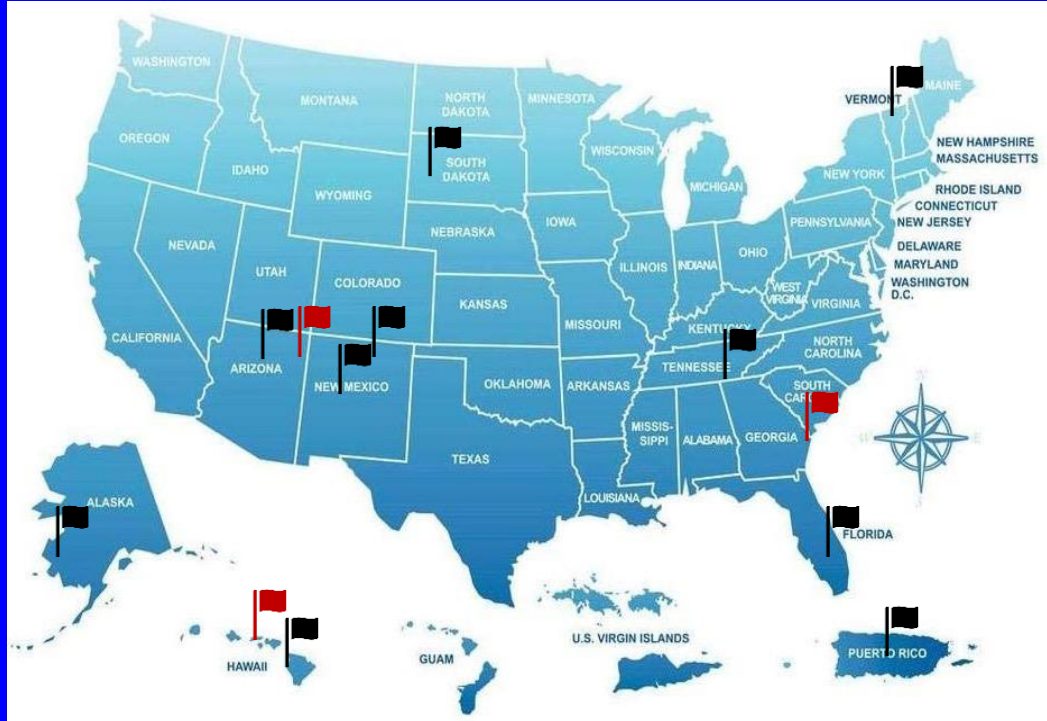 WASHINGTON
MONTANA
NORTH
DAKOTA
MINNESOTA
VERMONT
MAINE
OREGON
IDAHO
WYOMING
SOUTH
DAKOTA
WISCONSIN
MICHIGAN
NEW YORK
NEW HAMPSHIRE
MASSACHUSETTS
RHODE ISLAND
CONNECTICUT
NEW JERSEY
NEVADA
UTAH
COLORADO
NEBRASKA
IOWA
ILLINOIS
INDIANA
OHIO
PENNSYLVANIA
DELAWARE
MARYLAND
WASHINGTON
D.C.
CALIFORNIA
KANSAS
MISSOURI
WEST
VIRGINIA
VIRGINIA
KENTUCKY
ARIZONA
NEW MEXICO
OKLAHOMA
ARKANSAS
TENNESSEE
NORTH
CAROLINA
SOUTH
TEXAS
MISSIS-
SIPPI
ALABAMA
GEORGIA
LOUISIANA
FLORIDA
N
W
E
S
ALASKA
HAWAII
GUAM
U.S. VIRGIN ISLANDS
PUERTO RICO